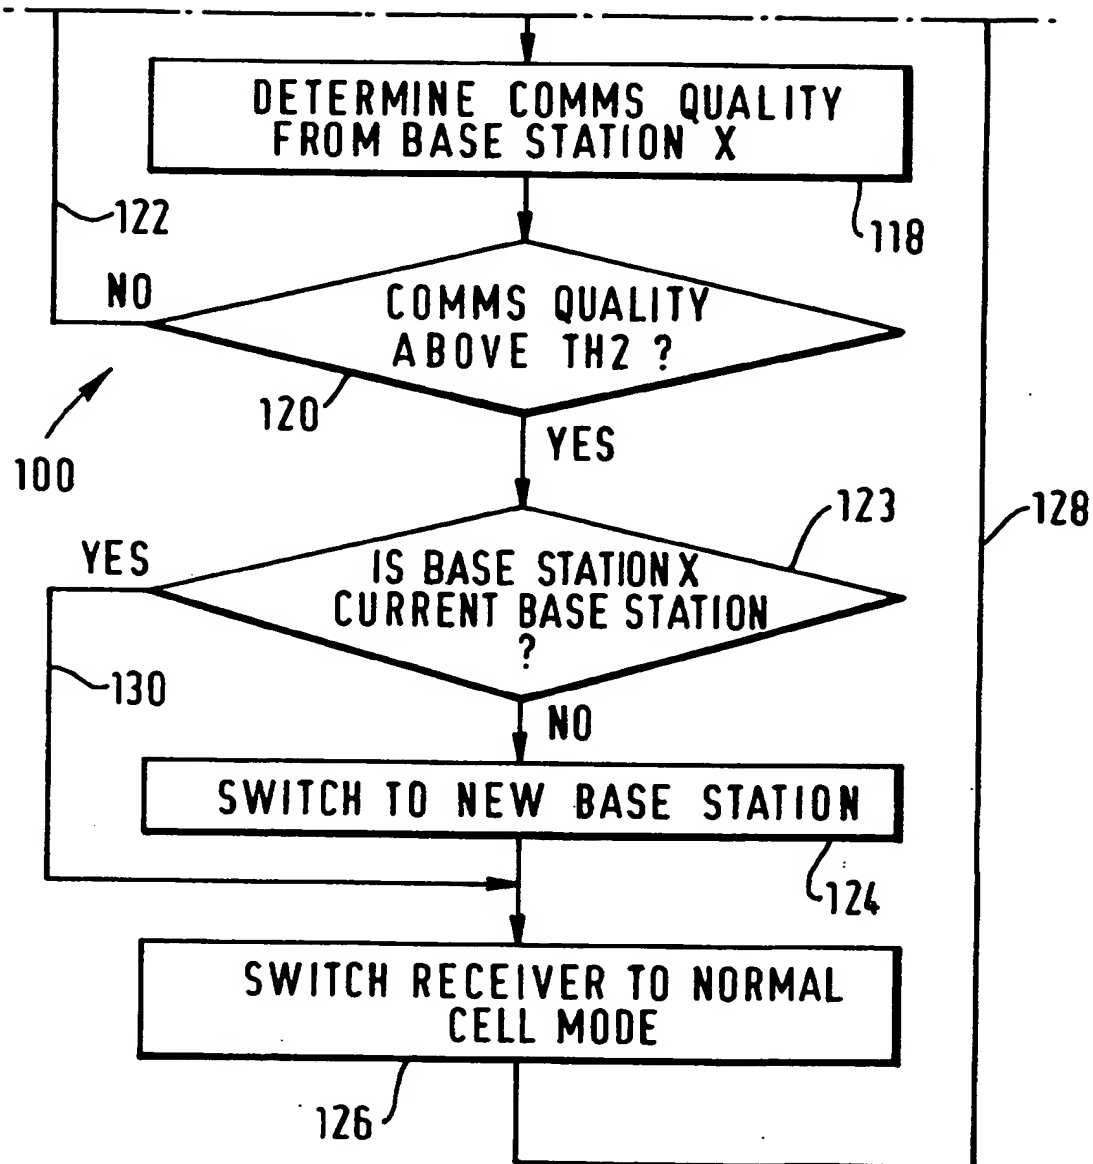 DETERMINE COMMS QUALITY
FROM BASE STATION X
122
118
NO
COMMS QUALITY
ABOVE TH2 ?
120
YES
100
123
128
YES
IS BASE STATION X
CURRENT BASE STATION
?
130
NO
SWITCH TO NEW BASE STATION
124
SWITCH RECEIVER TO NORMAL
CELL MODE
126